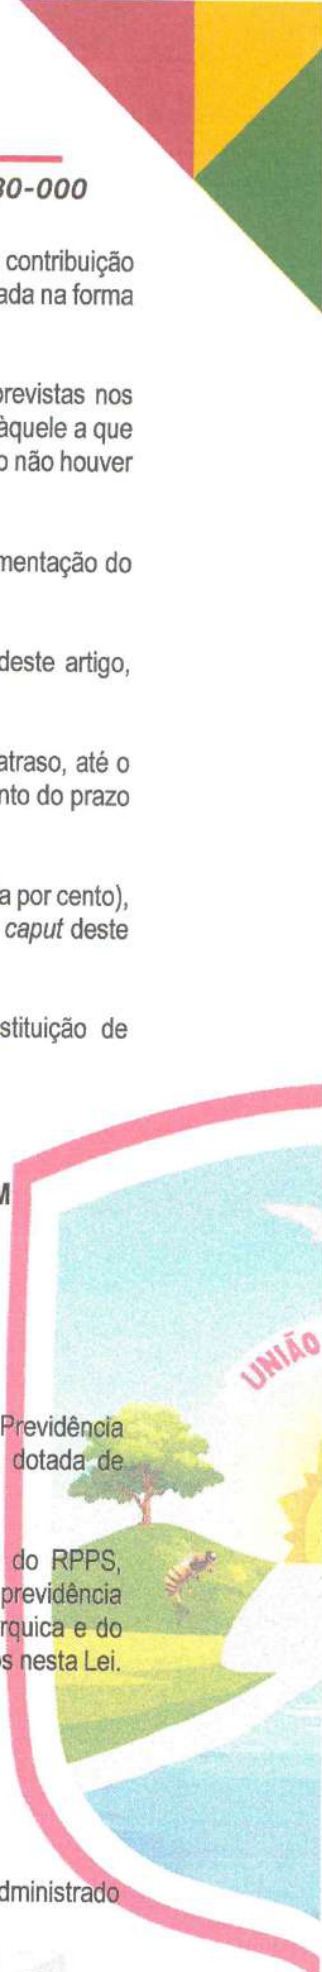 30-000
contribuição
ada na forma
previstas nos
àquele a que
o não houver
mentação do
deste artigo,
atraso, até o
nto do prazo
a por cento),
caput deste
stituição de
M
UNIÃO
Previdência
dotada de
do RPPS,
previdência
rquica e do
s nesta Lei.
dministrado